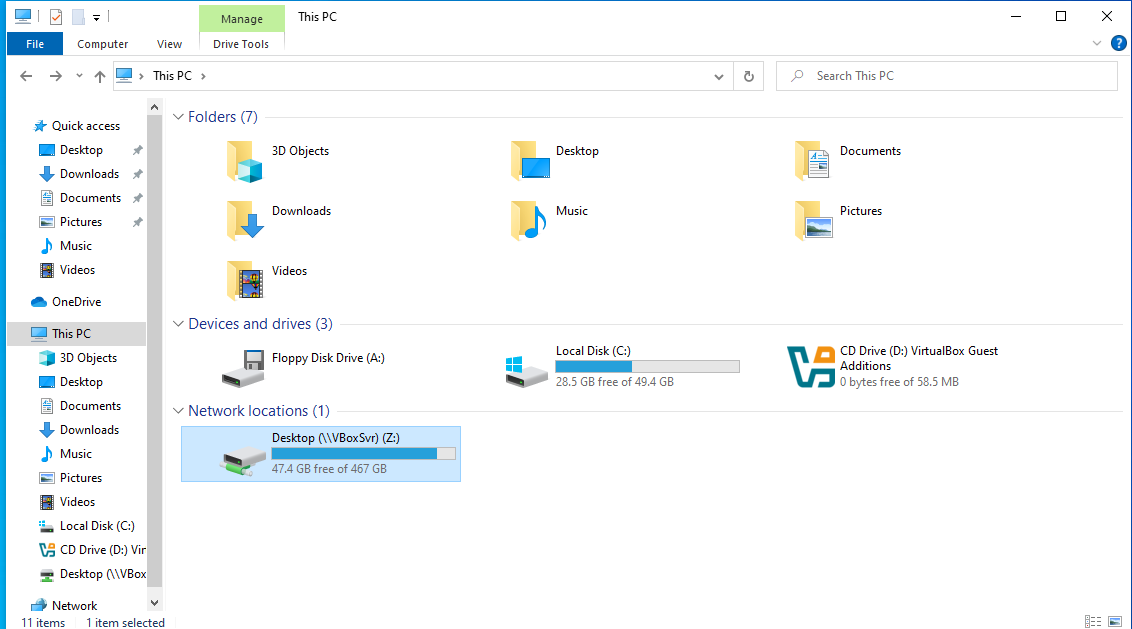 Manage
This PC
File
Computer
View
Drive Tools
?
This PC
Search This PC
Quick access
Desktop
Downloads
Documents
Pictures
Music
Videos
OneDrive
This PC
3D Objects
Desktop
Documents
Downloads
Music
Pictures
Videos
Local Disk (C:)
CD Drive (D:) Vir
Desktop (\\VBox
Network
Folders (7)
3D Objects
Desktop
Documents
Downloads
Music
Pictures
Videos
Devices and drives (3)
Floppy Disk Drive (A:)
Local Disk (C:)
28.5 GB free of 49.4 GB
CD Drive (D:) VirtualBox Guest
Additions
0 bytes free of 58.5 MB
Network locations (1)
Desktop (\\VBoxSvr) (Z:)
47.4 GB free of 467 GB
11 items
1 item selected